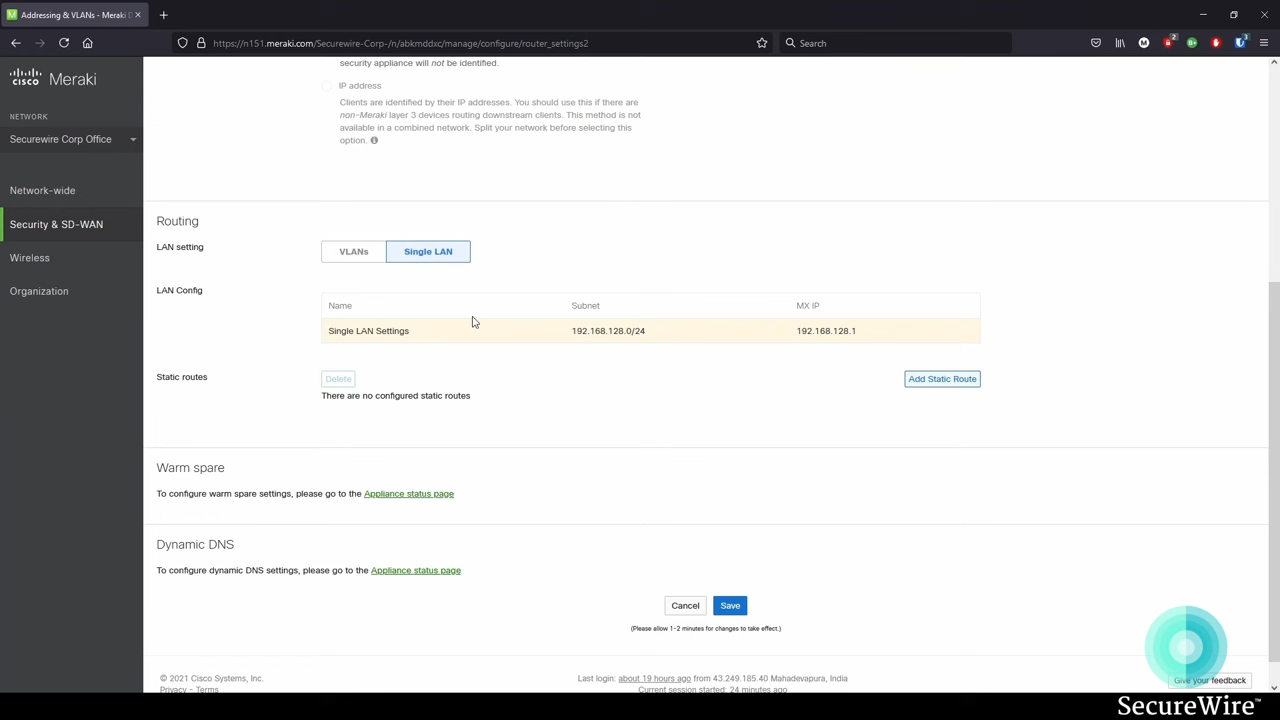 Addressing & VLANs - Meraki D
https://n151.meraki.com/Securewire-Corp-/n/abkmddxc/manage/configure/router_settings2
Search
2
8+
3
CISCO Meraki
NETWORK
Securewire Corp Office
Network-wide
Security & SD-WAN
Wireless
Organization
security appliance will not be identified.
IP address
Clients are identified by their IP addresses. You should use this if there are
non-Meraki layer 3 devices routing downstream clients. This method is not
available in a combined network. Split your network before selecting this
option.
Routing
LAN setting VLANs Single LAN
LAN Config
Name Subnet MX IP
Single LAN Settings 192.168.128.0/24 192.168.128.1
Static routes Delete Add Static Route
There are no configured static routes
Warm spare
To configure warm spare settings, please go to the Appliance status page
Dynamic DNS
To configure dynamic DNS settings, please go to the Appliance status page
Cancel Save
(Please allow 1-2 minutes for changes to take effect.)
© 2021 Cisco Systems, Inc.
Privacy - Terms
Last login: about 19 hours ago from 43.249.185.40 Mahadevapura, India
Current session started: 24 minutes ago
Give your feedback
SecureWire™